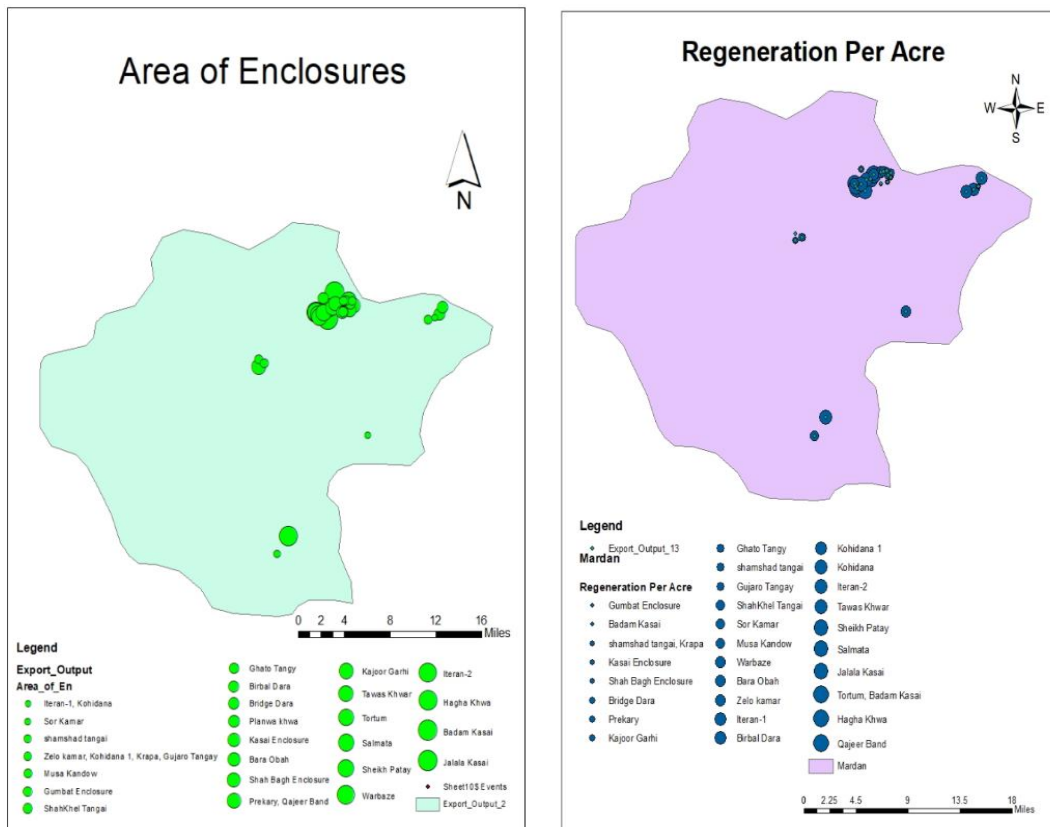 Area of Enclosures
N
0 2 4 8 12 16
Miles
Legend
Export_Output
Area_of_En
Iteran-1, Kohidana
Sor Kamar
shamshad tangai
Zelo kamar, Kohidana 1, Krapa, Gujaro Tangay
Musa Kandow
Gumbat Enclosure
ShahKhel Tangai
Ghato Tangy
Birbal Dara
Bridge Dara
Planwa khwa
Kasai Enclosure
Bara Obah
Shah Bagh Enclosure
Prekary, Qajeer Band
Kajoor Garhi
Tawas Khwar
Tortum
Salmata
Sheikh Patay
Warbaze
Iteran-2
Hagha Khwa
Badam Kasai
Jalala Kasai
Sheet10$ Events
Export_Output_2
Regeneration Per Acre
N
W E
S
Legend
Export_Output_13
Mardan
Regeneration Per Acre
Gumbat Enclosure
Badam Kasai
shamshad tangai, Krapa
Kasai Enclosure
Shah Bagh Enclosure
Bridge Dara
Prekary
Kajoor Garhi
Ghato Tangy
shamshad tangai
Gujaro Tangay
ShahKhel Tangai
Sor Kamar
Musa Kandow
Warbaze
Bara Obah
Zelo kamar
Iteran-1
Birbal Dara
Kohidana 1
Kohidana
Iteran-2
Tawas Khwar
Sheikh Patay
Salmata
Jalala Kasai
Tortum, Badam Kasai
Hagha Khwa
Qajeer Band
Mardan
0 2.25 4.5 9 13.5 18
Miles